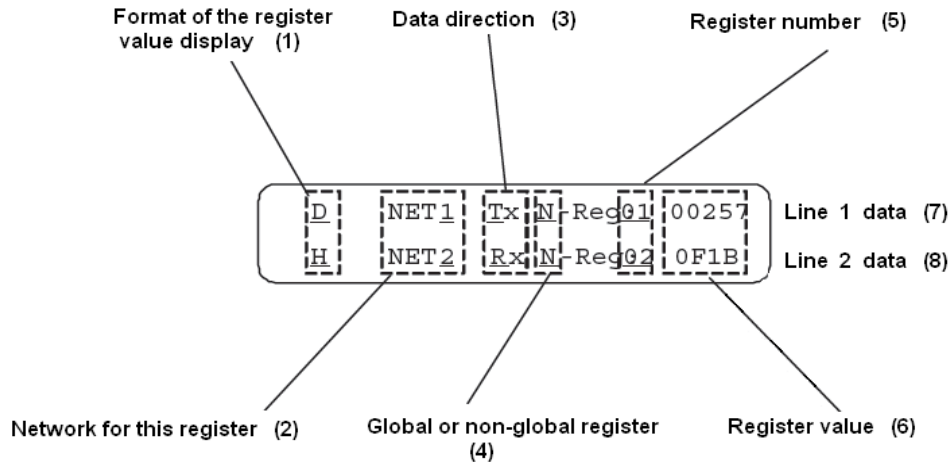 Format of the register
value display (1)
Data direction (3)
Register number (5)
D NET1 Tx N-Reg01 00257
Line 1 data (7)
H NET2 Rx N-Reg02 0F1B
Line 2 data (8)
Network for this register (2)
Global or non-global register
(4)
Register value (6)